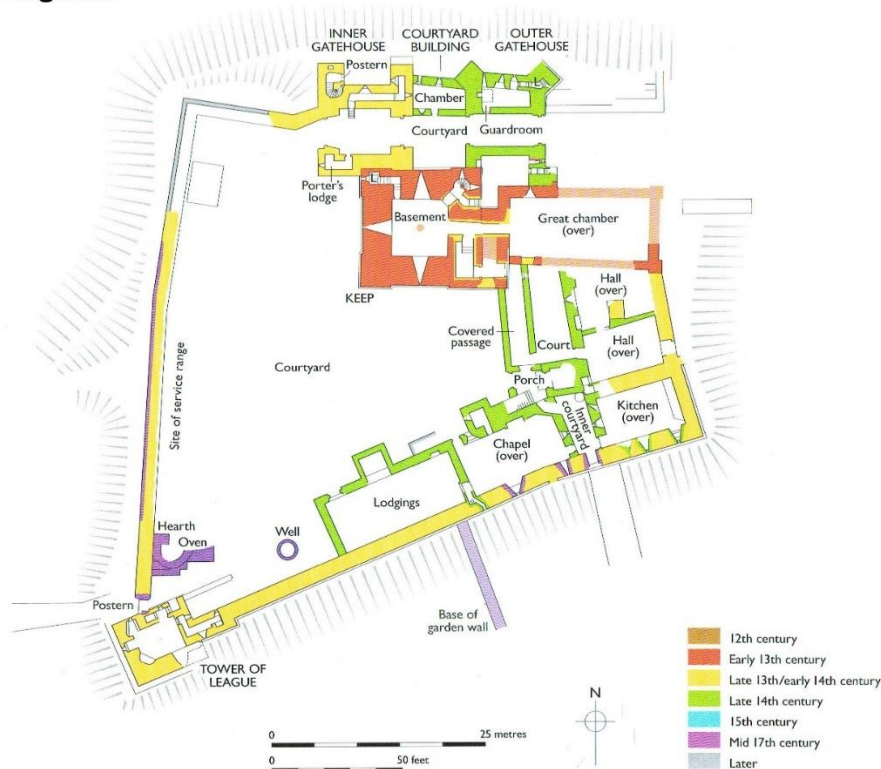 INNER
GATEHOUSE
COURTYARD
BUILDING
OUTER
GATEHOUSE
Postern
Chamber
Courtyard
Guardroom
Porter's
lodge
Basement
Great chamber
(over)
KEEP
Hall
(over)
Covered
passage
Court
Hall
(over)
Courtyard
Site of service range
Porch
Inner
courtyard
Kitchen
(over)
Chapel
(over)
Lodgings
Hearth
Oven
Well
Postern
Base of
garden wall
TOWER OF
LEAGUE
12th century
Early 13th century
Late 13th/early 14th century
Late 14th century
15th century
Mid 17th century
Later
N
0
25 metres
0
50 feet